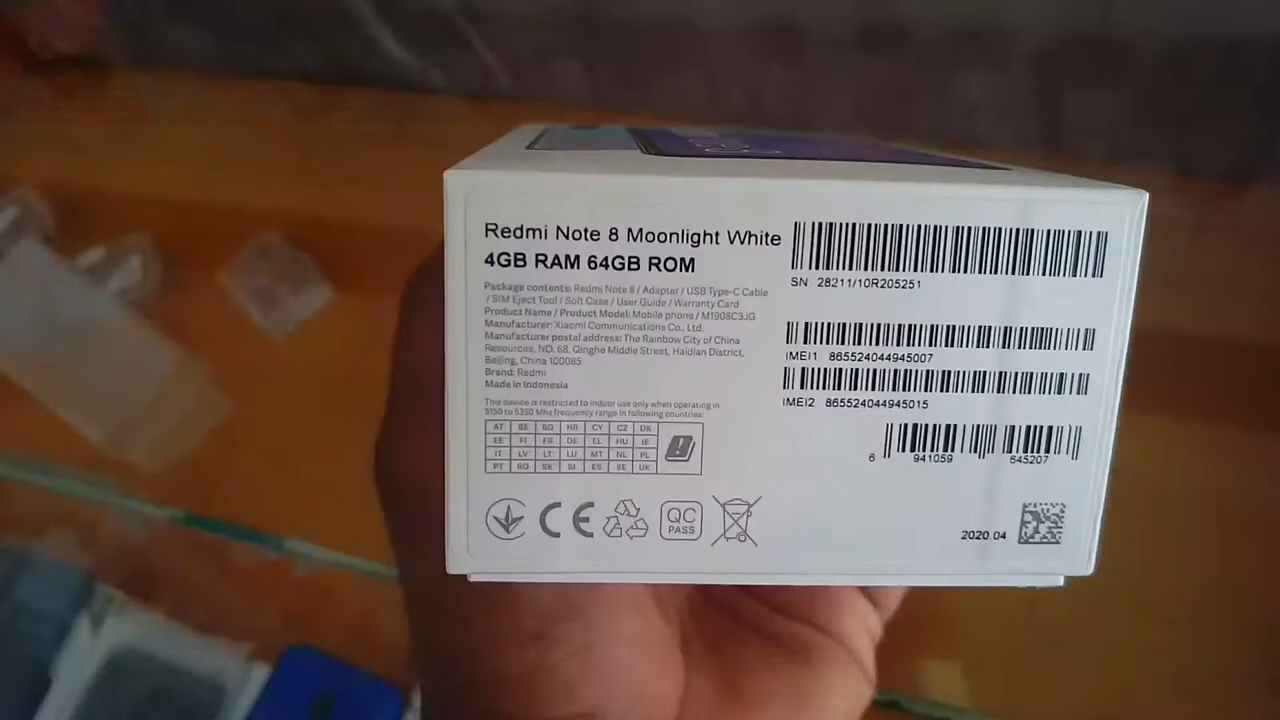 Redmi Note 8 Moonlight White
4GB RAM 64GB ROM
Package contents: Redmi Note 8 / Adapter / USB Type-C Cable
/ SIM Eject Tool / Soft Case / User Guide / Warranty Card
Product Name / Product Model: Mobile phone / M1908C3JG
Manufacturer: Xiaomi Communications Co., Ltd.
Manufacturer postal address: The Rainbow City of China
Resources, NO. 68, Qinghe Middle Street, Haidian District,
Beijing, China 100085
Brand: Redmi
Made in Indonesia
This device is restricted to indoor use only when operating in
5150 to 5350 Mhz frequency range in following countries:
AT BE BG HR CY CZ DK
EE FI FR DE EL HU IE
IT LV LT LU MT NL PL
PT RO SK SI ES SE UK
CE
QC
PASS
SN 28211/10R205251
IMEI1 865524044945007
IMEI2 865524044945015
6 941059 645207
2020.04